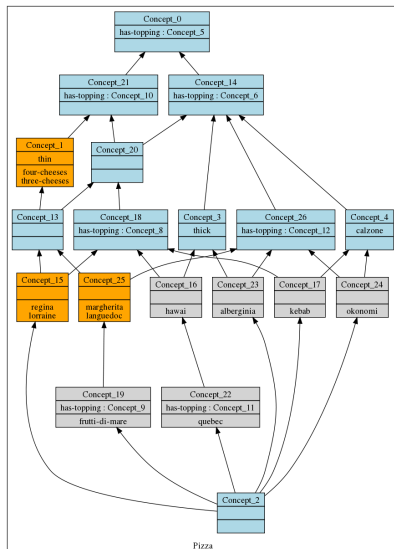 Concept_0
has-topping : Concept_5
Concept_21
has-topping : Concept_10
Concept_14
has-topping : Concept_6
Concept_1
thin
four-cheeses
three-cheeses
Concept_20
Concept_13
Concept_18
has-topping : Concept_8
Concept_3
thick
Concept_26
has-topping : Concept_12
Concept_4
calzone
Concept_15
regina
lorraine
Concept_25
margherita
languedoc
Concept_16
hawai
Concept_23
alberginia
Concept_17
kebab
Concept_24
okonomi
Concept_19
has-topping : Concept_9
frutti-di-mare
Concept_22
has-topping : Concept_11
quebec
Concept_2
Pizza